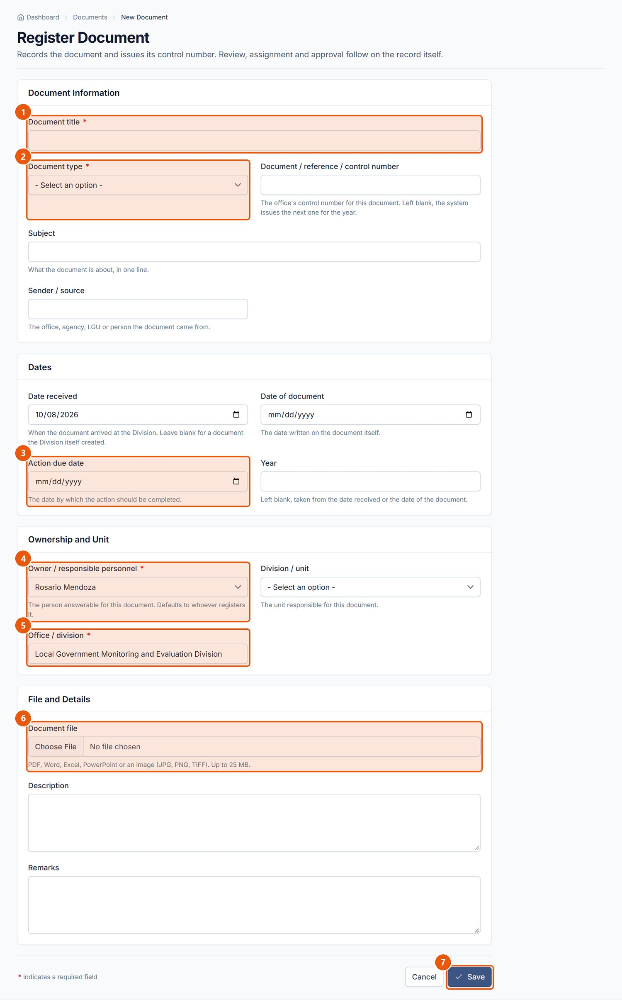 Dashboard > Documents > New Document
Register Document
Records the document and issues its control number. Review, assignment and approval follow on the record itself.
Document Information
1
Document title *
2
Document type *
- Select an option -
Document / reference / control number
The office's control number for this document. Left blank, the system
issues the next one for the year.
Subject
What the document is about, in one line.
Sender / source
The office, agency, LGU or person the document came from.
Dates
Date received
10/08/2026
When the document arrived at the Division. Leave blank for a document
the Division itself created.
Date of document
mm/dd/yyyy
The date written on the document itself.
3
Action due date
mm/dd/yyyy
The date by which the action should be completed.
Year
Left blank, taken from the date received or the date of the document.
Ownership and Unit
4
Owner / responsible personnel *
Rosario Mendoza
The person answerable for this document. Defaults to whoever registers
it.
Division / unit
- Select an option -
The unit responsible for this document.
5
Office / division *
Local Government Monitoring and Evaluation Division
File and Details
6
Document file
Choose File No file chosen
PDF, Word, Excel, PowerPoint or an image (JPG, PNG, TIFF). Up to 25 MB.
Description
Remarks
* indicates a required field
Cancel
7
Save